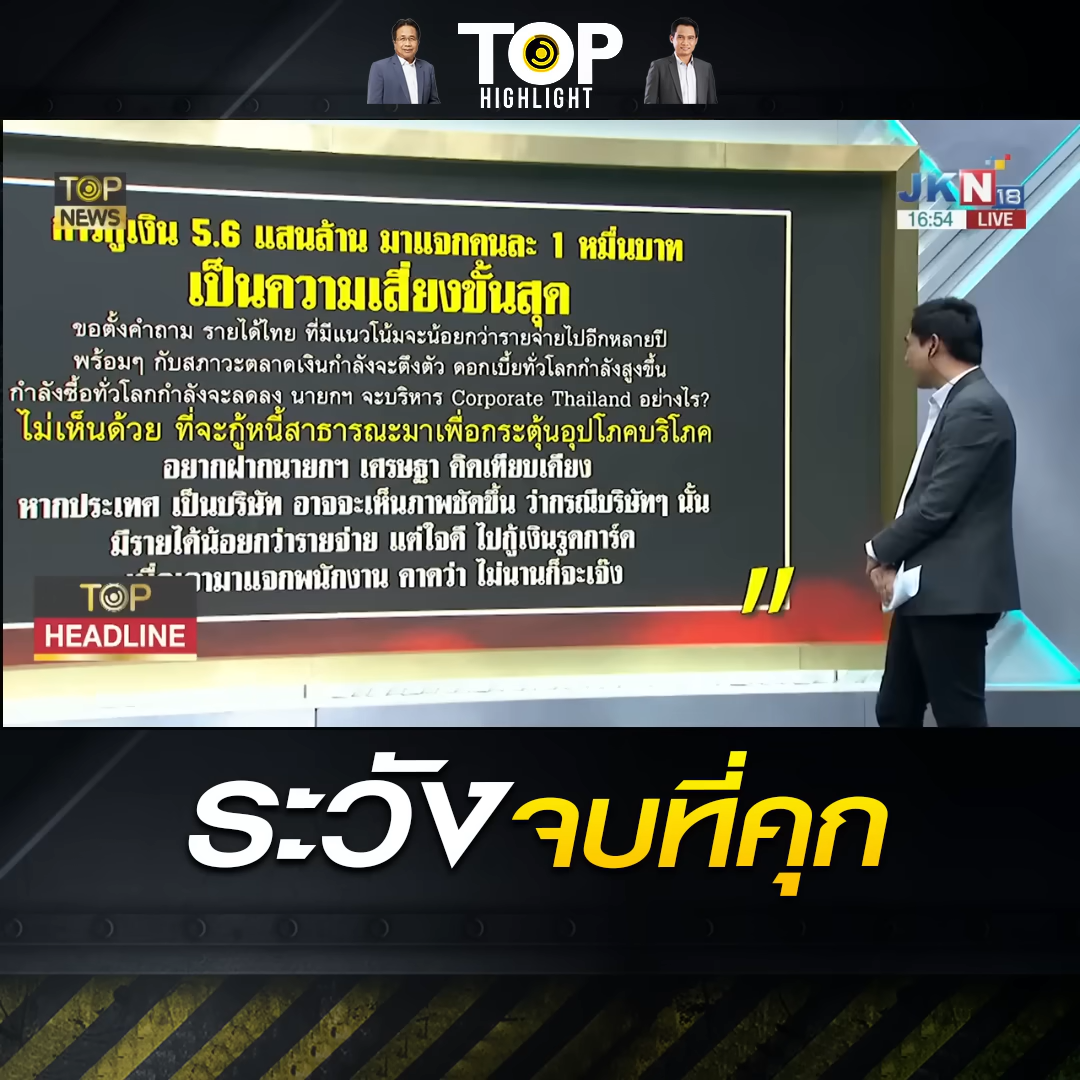 TOP
HIGHLIGHT
TOP
NEWS
JKN18
16:54 LIVE
การกู้เงิน 5.6 แสนล้าน มาแจกคนละ 1 หมื่นบาท
เป็นความเสี่ยงขั้นสุด
ขอตั้งคำถาม รายได้ไทย ที่มีแนวโน้มจะน้อยกว่ารายจ่ายไปอีกหลายปี
พร้อมๆ กับสภาวะตลาดเงินกำลังจะตึงตัว ดอกเบี้ยทั่วโลกกำลังสูงขึ้น
กำลังซื้อทั่วโลกกำลังจะลดลง นายกฯ จะบริหาร Corporate Thailand อย่างไร?
ไม่เห็นด้วย ที่จะกู้หนี้สาธารณะมาเพื่อกระตุ้นอุปโภคบริโภค
อยากฝากนายกฯ เศรษฐา คิดเทียบเคียง
หากประเทศ เป็นบริษัท อาจจะเห็นภาพชัดขึ้น ว่ากรณีบริษัทๆ นั้น
มีรายได้น้อยกว่ารายจ่าย แต่ใจดี ไปกู้เงินรูดการ์ด
มาแจกพนักงาน คาดว่า ไม่นานก็จะเจ๊ง
"
TOP
HEADLINE
ระวังจบที่คุก